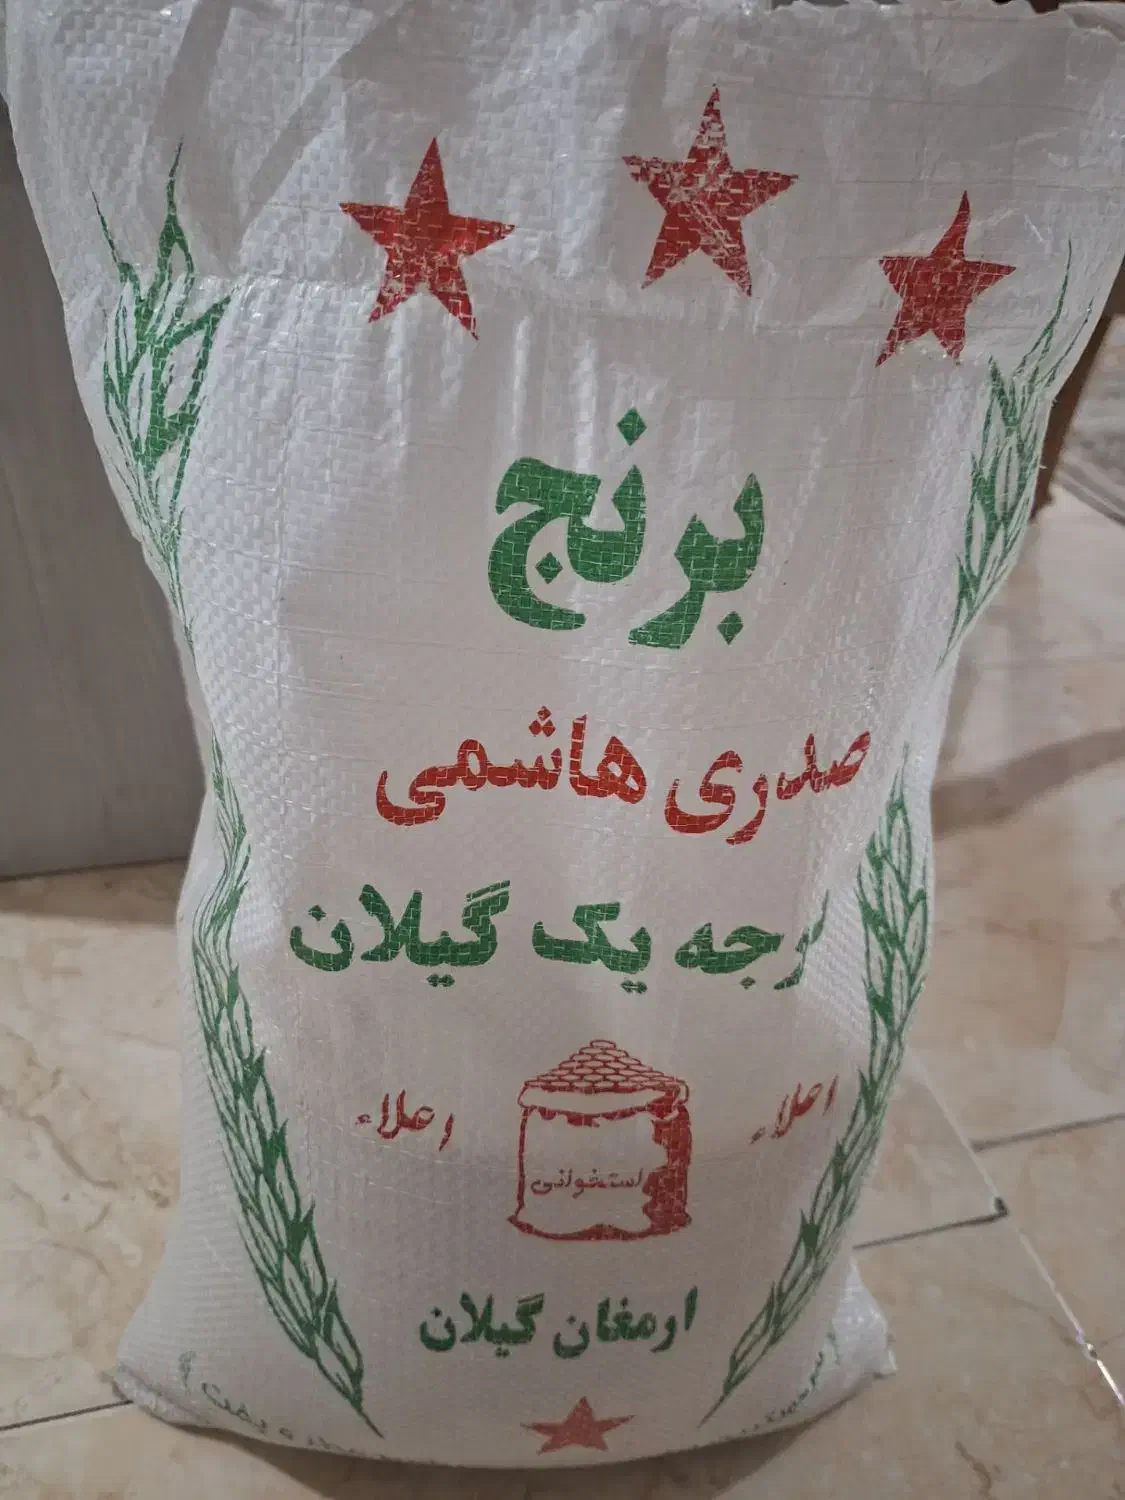 برنج
صدری هاشمی
درجه یک گیلان
اعلاء
اعلاء
استخوانی
ارمغان گیلان